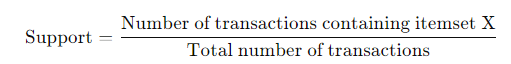 Number of transactions containing itemset X
Support =
Total number of transactions